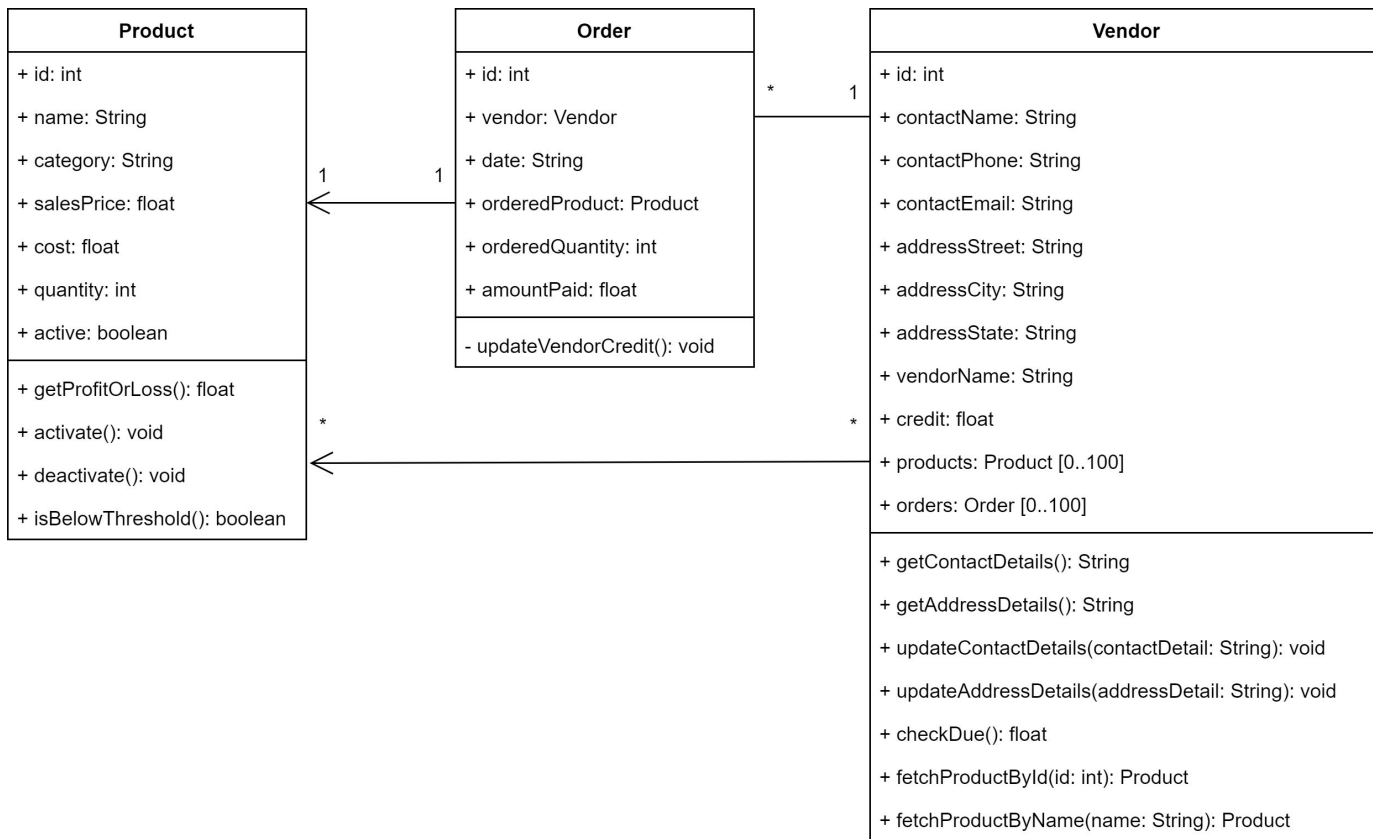 Product
+ id: int
+ name: String
+ category: String
+ salesPrice: float
+ cost: float
+ quantity: int
+ active: boolean
+ getProfitOrLoss(): float
+ activate(): void
+ deactivate(): void
+ isBelowThreshold(): boolean
1
1
*
*
Order
+ id: int
+ vendor: Vendor
+ date: String
+ orderedProduct: Product
+ orderedQuantity: int
+ amountPaid: float
- updateVendorCredit(): void
*
1
Vendor
+ id: int
+ contactName: String
+ contactPhone: String
+ contactEmail: String
+ addressStreet: String
+ addressCity: String
+ addressState: String
+ vendorName: String
+ credit: float
+ products: Product [0..100]
+ orders: Order [0..100]
+ getContactDetails(): String
+ getAddressDetails(): String
+ updateContactDetails(contactDetail: String): void
+ updateAddressDetails(addressDetail: String): void
+ checkDue(): float
+ fetchProductById(id: int): Product
+ fetchProductByName(name: String): Product